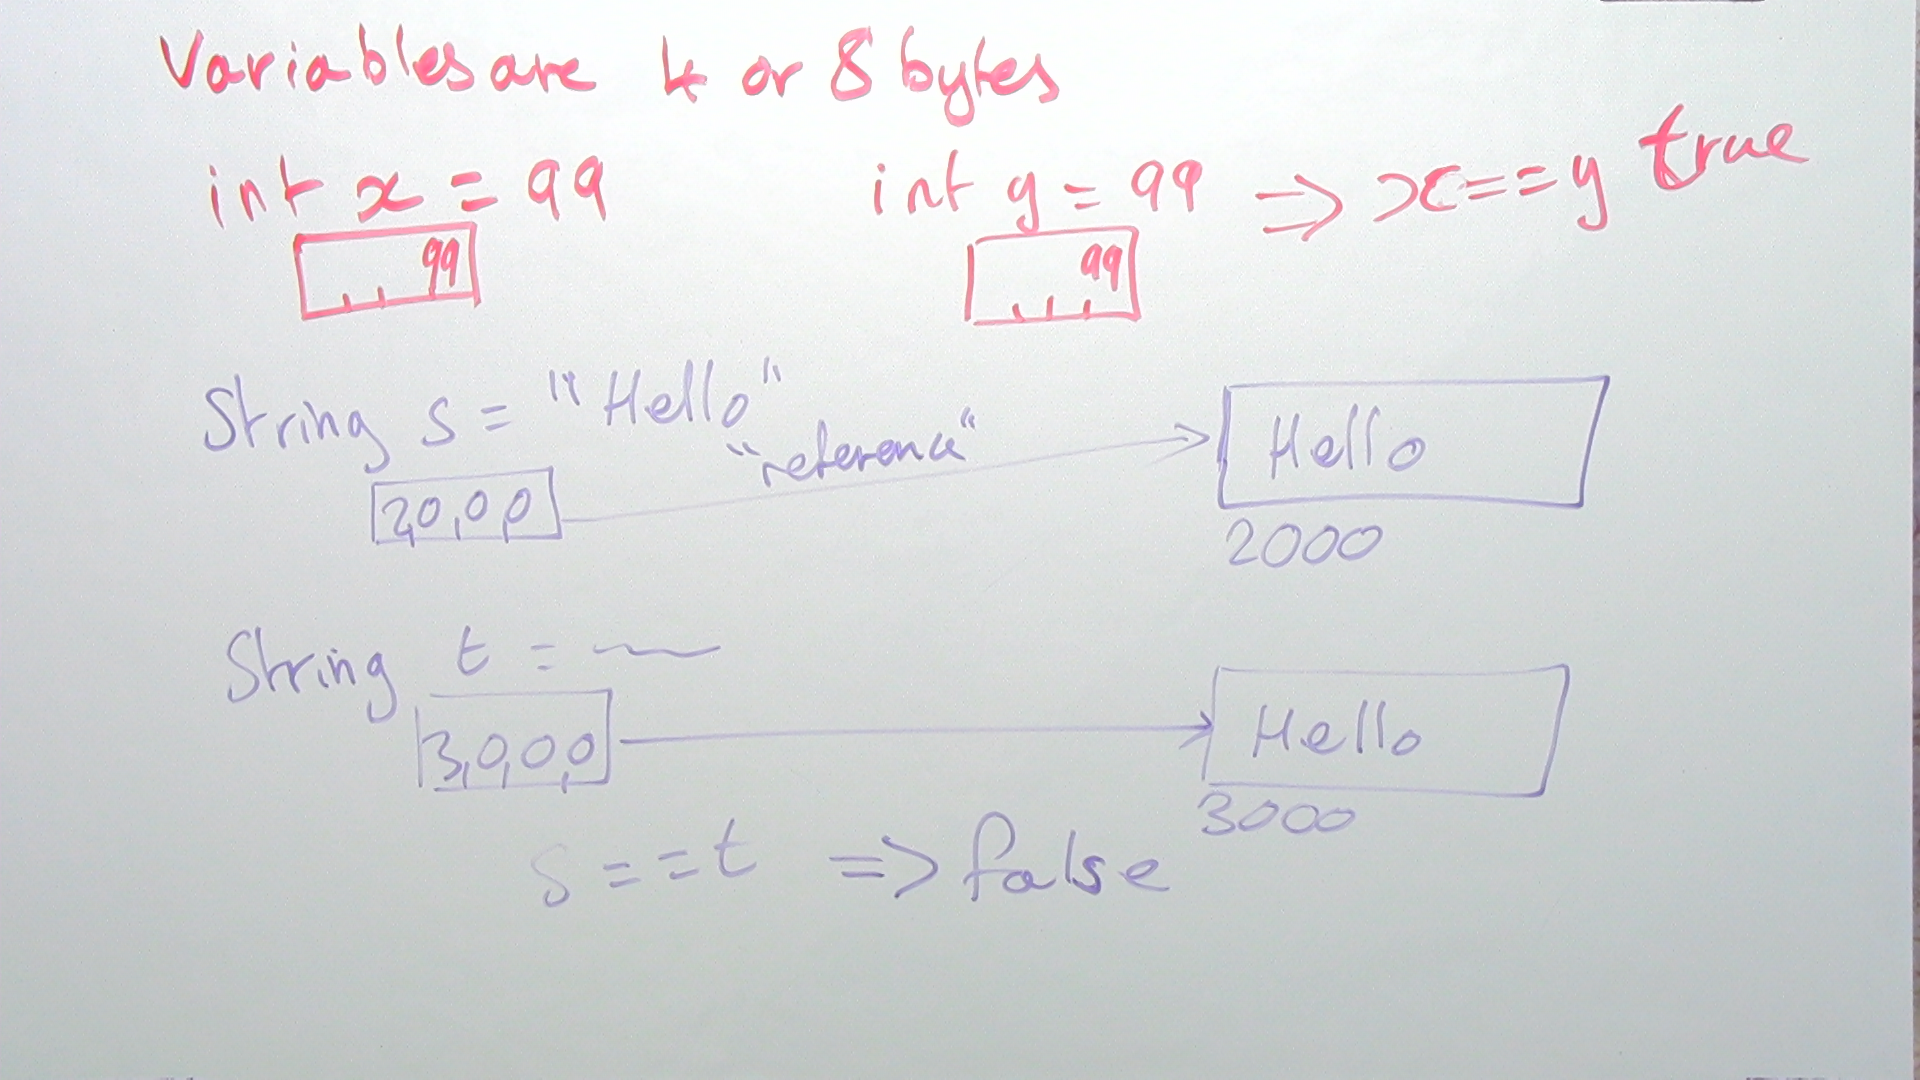 Variables are 4 or 8 bytes
int x = 99 int y = 99 => x==y true
99 99
String s = "Hello"
"reference" Hello
2,0,0,0
2000
String t =
3,0,0,0 Hello
3000
s==t => false